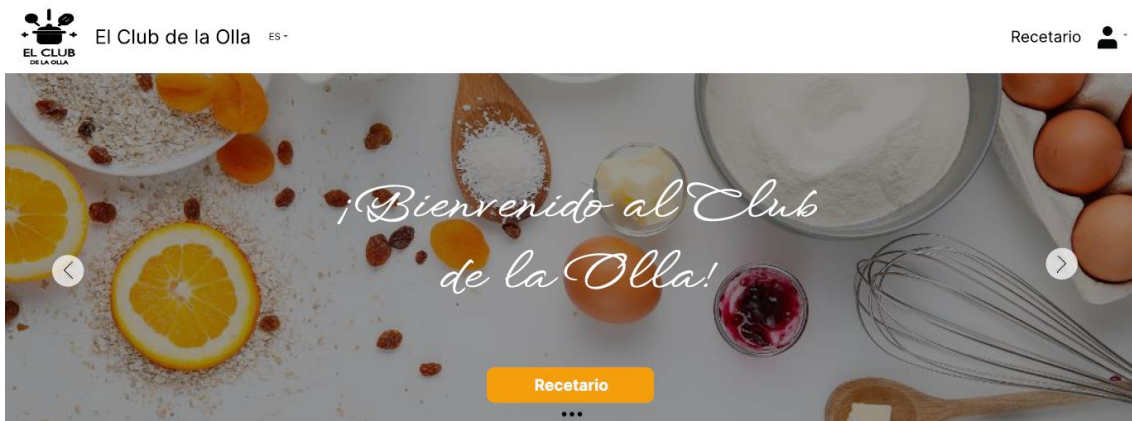 EL CLUB
DE LA OLLA
El Club de la Olla
ES
Recetario
¡Bienvenido al Club
de la Olla!
Recetario